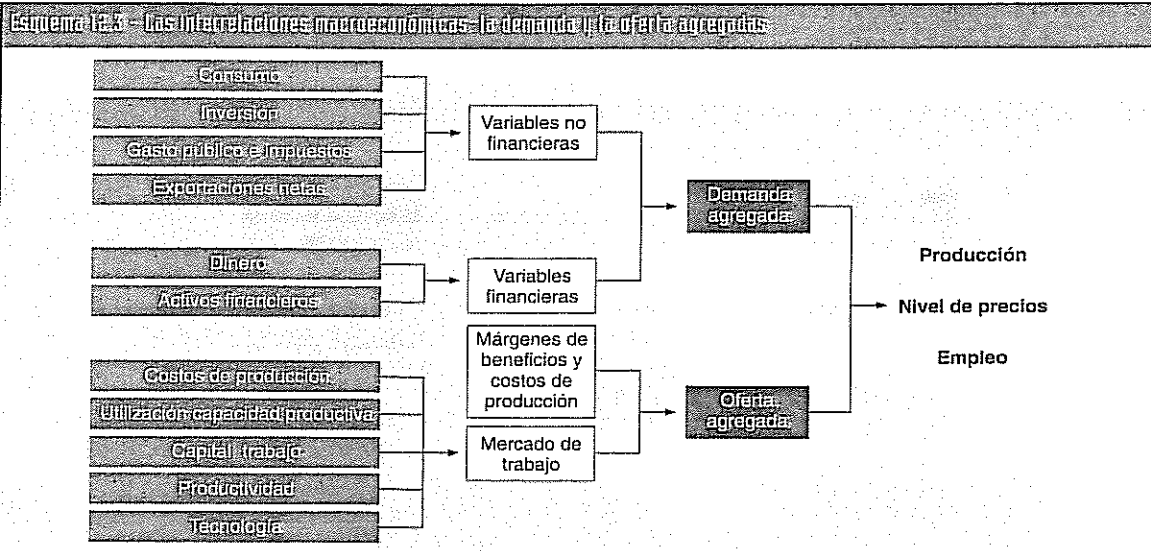 Esquema 12.3 - Las interrelaciones macroeconómicas: la demanda y la oferta agregadas
Consumo
Inversión
Gasto público e impuestos
Exportaciones netas
Variables no
financieras
Dinero
Activos financieros
Variables
financieras
Demanda
agregada
Márgenes de
beneficios y
costos de
producción
Costos de producción
Utilización capacidad productiva
Capital trabajo
Productividad
Tecnología
Mercado de
trabajo
Oferta
agregada
Producción
Nivel de precios
Empleo